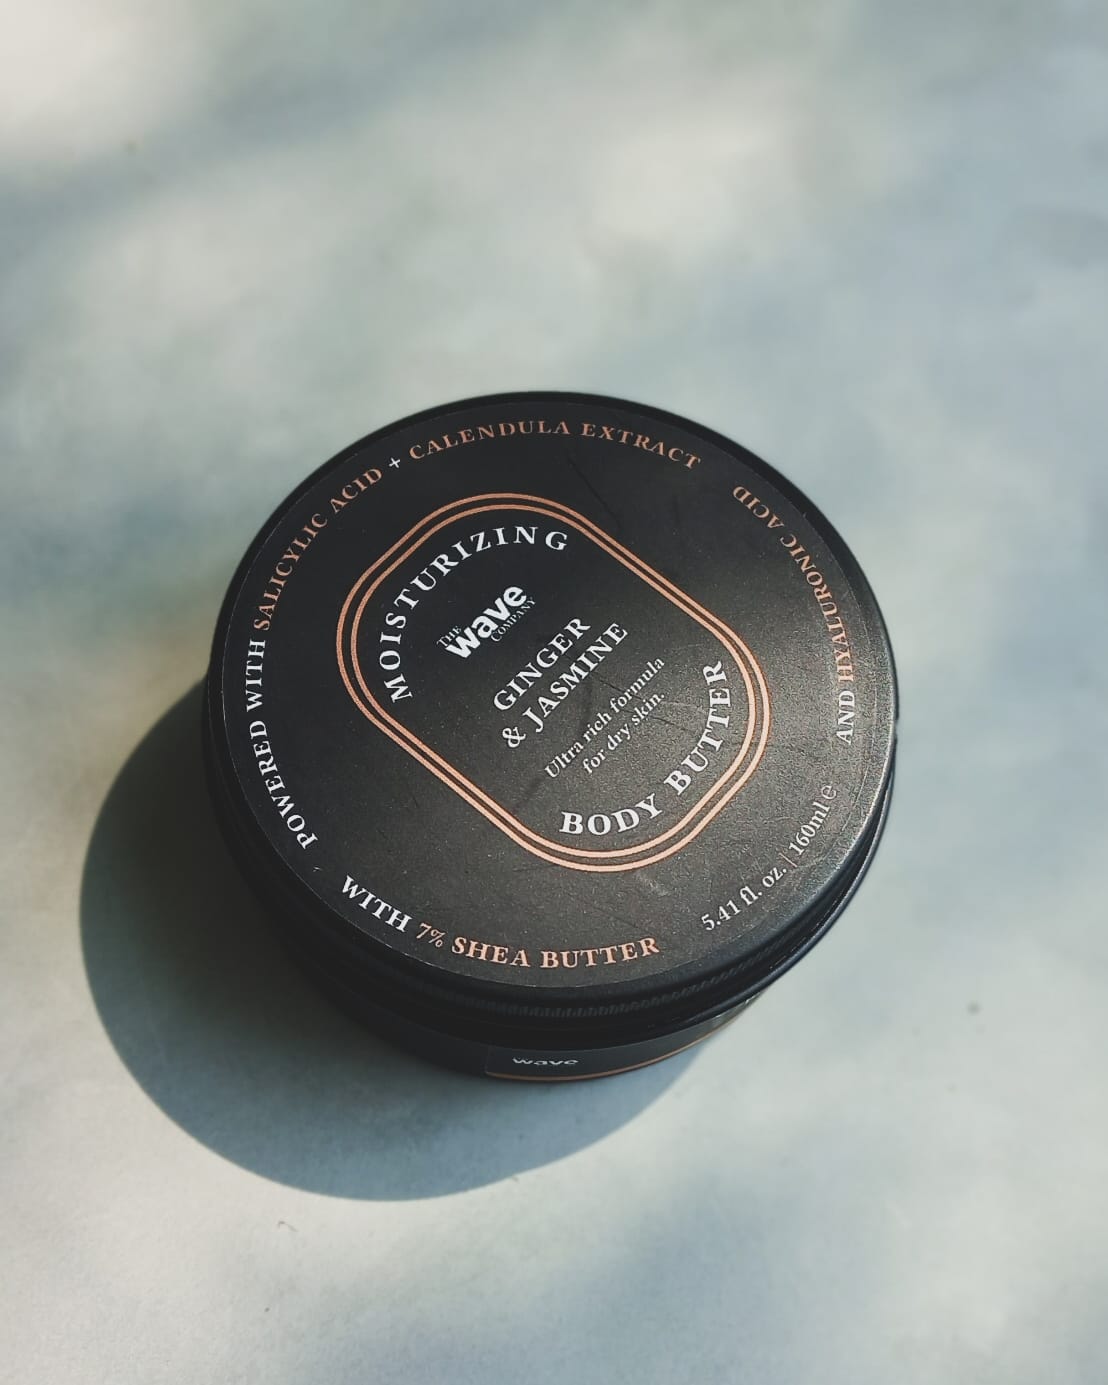 POWERED WITH SALICYLIC ACID + CALENDULA EXTRACT
AND HYALURONIC ACID
MOISTURIZING
THE
wave
COMPANY
GINGER
& JASMINE
Ultra rich formula
for dry skin.
BODY BUTTER
WITH 7% SHEA BUTTER
5.41 fl. oz. | 160ml ℮
wave